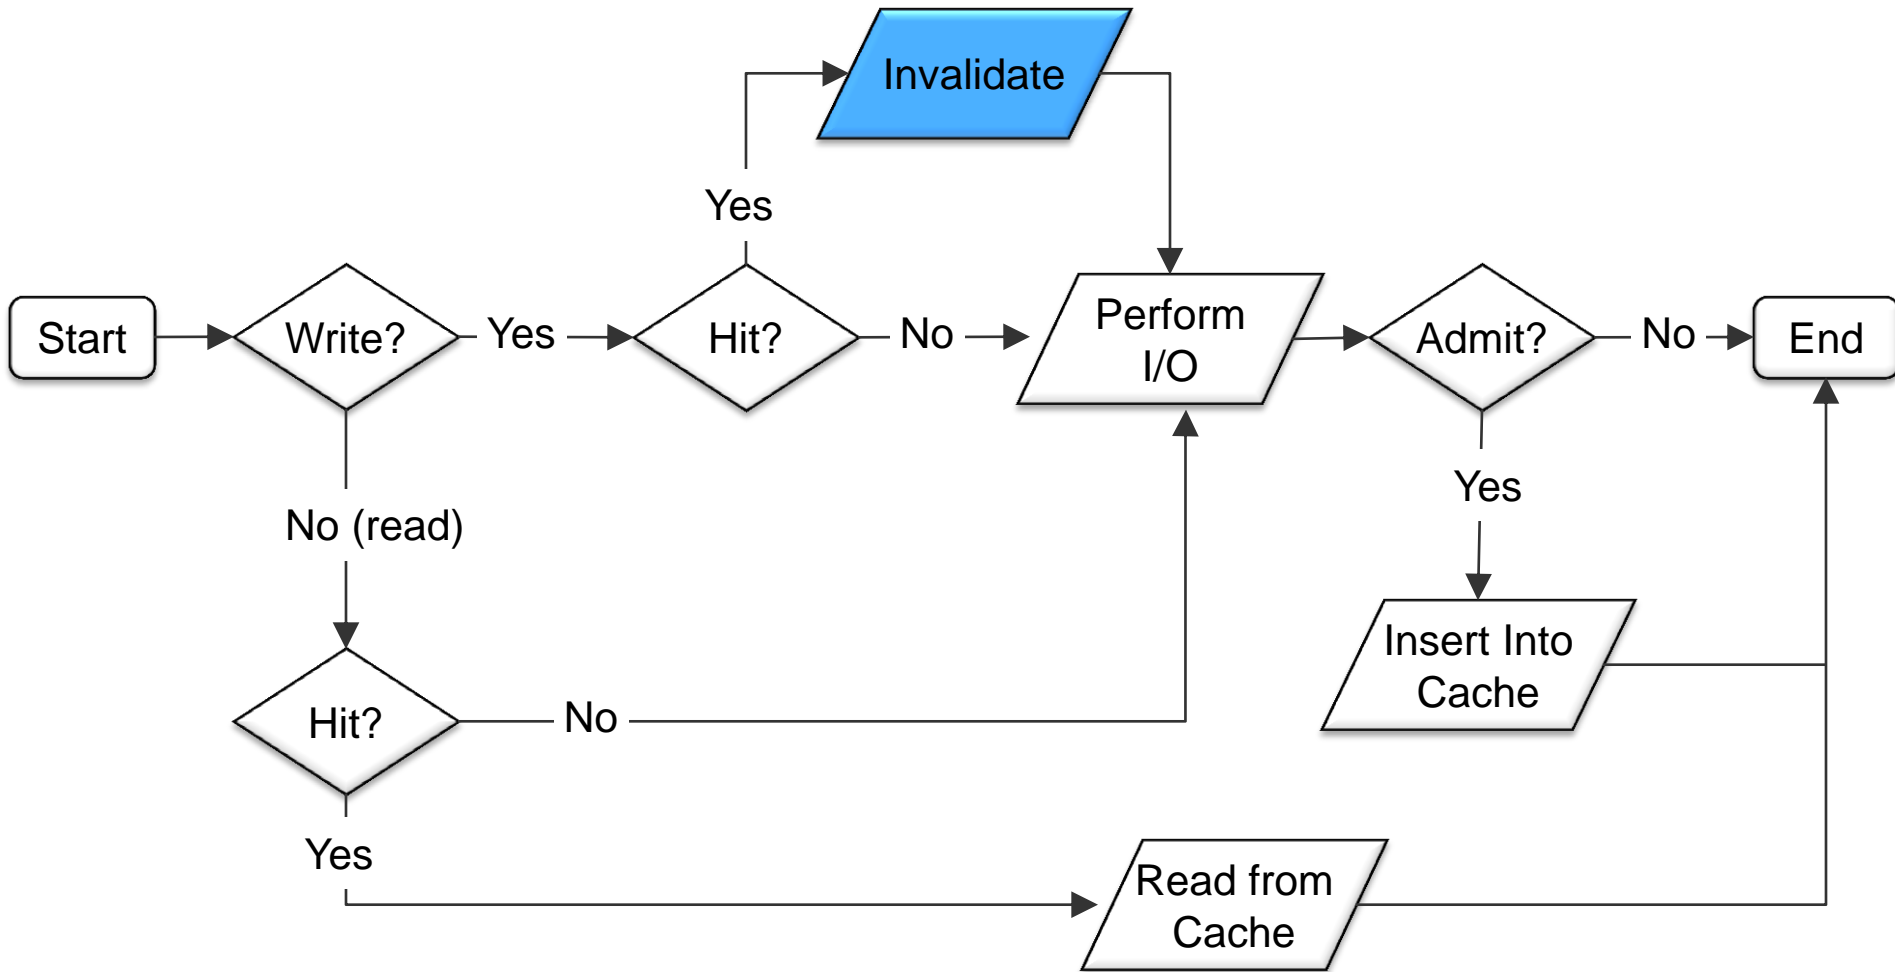 Invalidate
Yes
Start
Write?
Yes
Hit?
No
Perform
I/O
Admit?
No
End
Yes
No (read)
Insert Into
Cache
Hit?
No
Yes
Read from
Cache